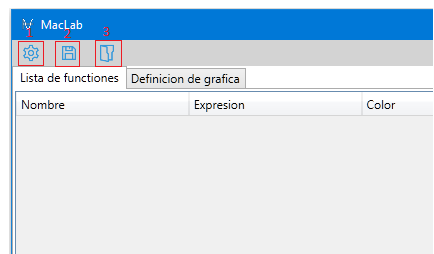 MacLab
1 2 3
Lista de functiones Definicion de grafica
Nombre Expresion Color